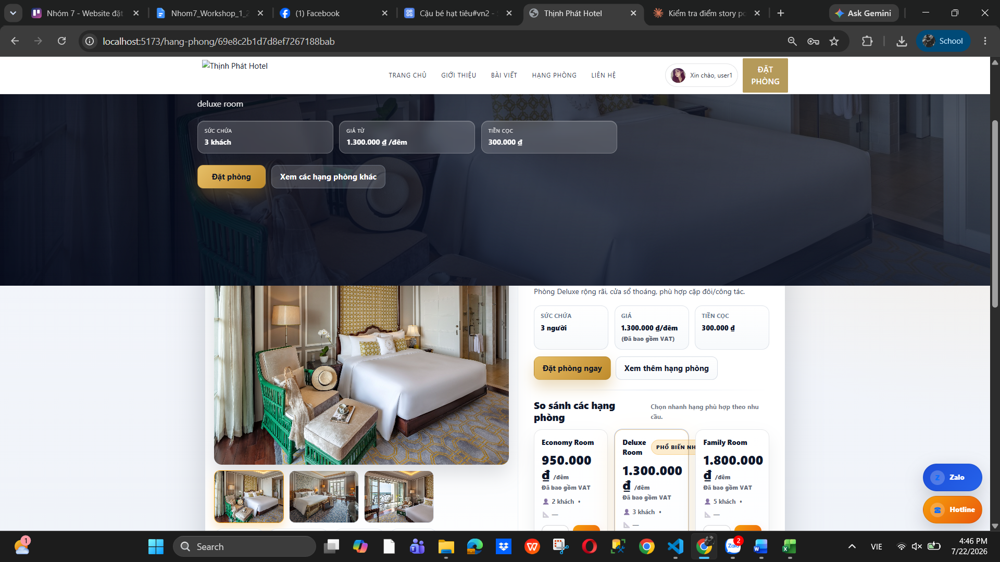 Nhóm 7 - Website đặt
Nhom7_Workshop_1_2
(1) Facebook
Cậu bé hạt tiêu#vn2 -
Thịnh Phát Hotel
Kiểm tra điểm story po
Ask Gemini
localhost:5173/hang-phong/69e8c2b1d7d8ef7267188bab
School
Thịnh Phát Hotel
TRANG CHỦ
GIỚI THIỆU
BÀI VIẾT
HẠNG PHÒNG
LIÊN HỆ
Xin chào, user1
ĐẶT
PHÒNG
deluxe room
SỨC CHỨA
3 khách
GIÁ TỪ
1.300.000 ₫ /đêm
TIỀN CỌC
300.000 ₫
Đặt phòng
Xem các hạng phòng khác
Phòng Deluxe rộng rãi, cửa sổ thoáng, phù hợp cặp đôi/công tác.
SỨC CHỨA
3 người
GIÁ
1.300.000 ₫/đêm
(Đã bao gồm VAT)
TIỀN CỌC
300.000 ₫
Đặt phòng ngay
Xem thêm hạng phòng
So sánh các hạng
phòng
Chọn nhanh hạng phù hợp theo nhu
cầu.
Economy Room
950.000
₫ /đêm
Đã bao gồm VAT
2 khách •
—
Deluxe
Room
PHỔ BIẾN NH
1.300.000
₫ /đêm
Đã bao gồm VAT
3 khách •
—
Family Room
1.800.000
₫ /đêm
Đã bao gồm VAT
5 khách •
—
Z Zalo
Hotline
1
Search
2
VIE
4:46 PM
7/22/2026